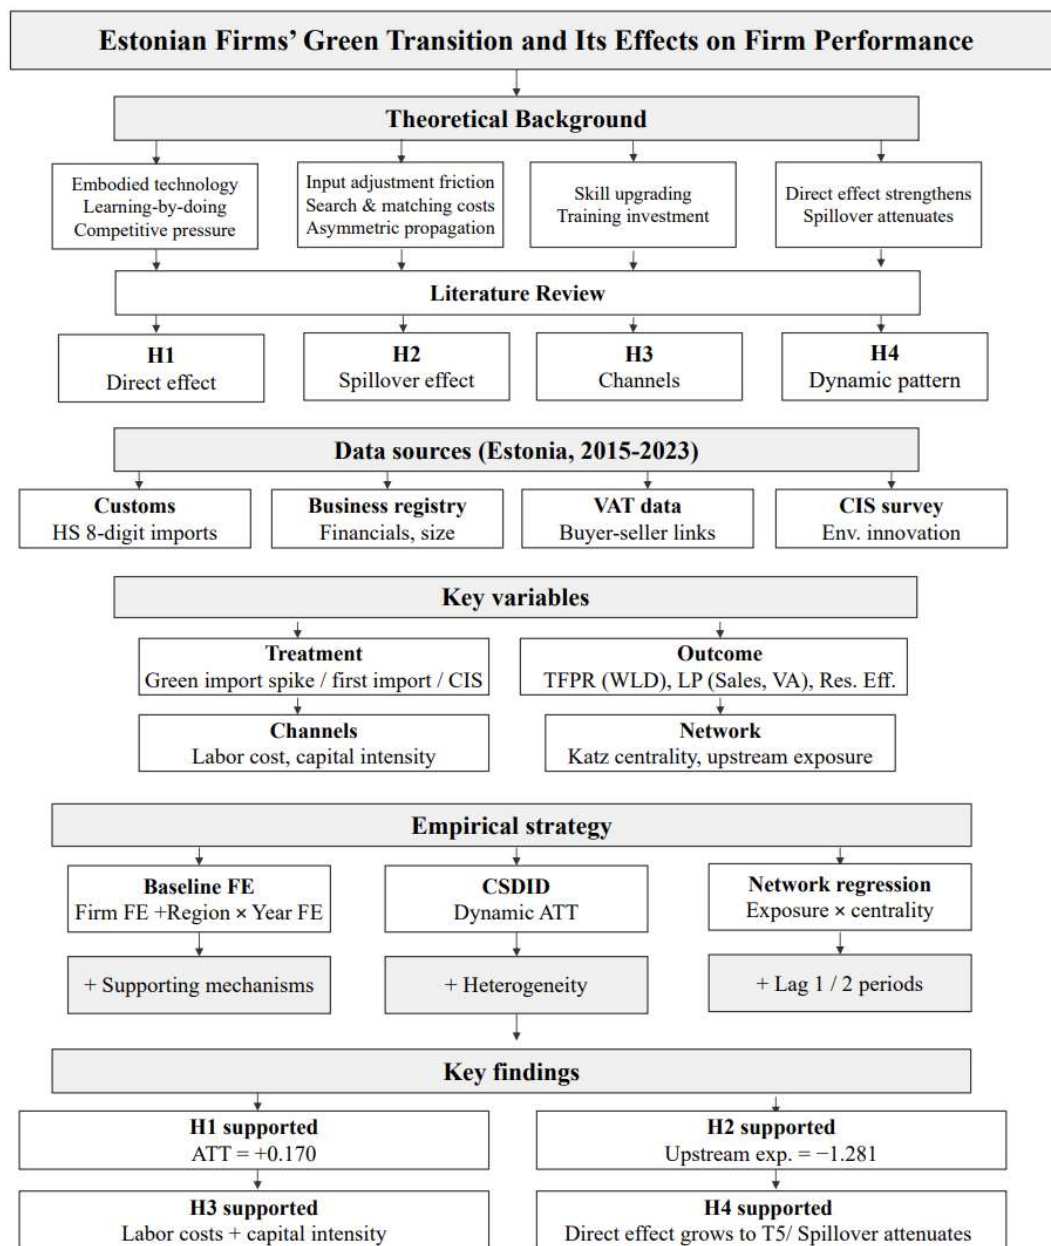 Estonian Firms' Green Transition and Its Effects on Firm Performance
Theoretical Background
Embodied technology
Learning-by-doing
Competitive pressure
Input adjustment friction
Search & matching costs
Asymmetric propagation
Skill upgrading
Training investment
Direct effect strengthens
Spillover attenuates
Literature Review
H1
Direct effect
H2
Spillover effect
H3
Channels
H4
Dynamic pattern
Data sources (Estonia, 2015-2023)
Customs
HS 8-digit imports
Business registry
Financials, size
VAT data
Buyer-seller links
CIS survey
Env. innovation
Key variables
Treatment
Green import spike / first import / CIS
Outcome
TFPR (WLD), LP (Sales, VA), Res. Eff.
Channels
Labor cost, capital intensity
Network
Katz centrality, upstream exposure
Empirical strategy
Baseline FE
Firm FE +Region × Year FE
CSDID
Dynamic ATT
Network regression
Exposure × centrality
+ Supporting mechanisms
+ Heterogeneity
+ Lag 1 / 2 periods
Key findings
H1 supported
ATT = +0.170
H2 supported
Upstream exp. = −1.281
H3 supported
Labor costs + capital intensity
H4 supported
Direct effect grows to T5/ Spillover attenuates